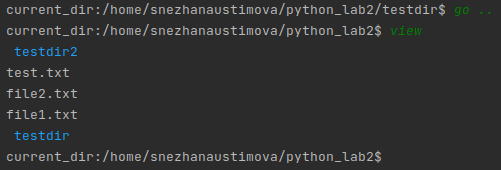 current_dir:/home/snezhanaustimova/python_lab2/testdir$ go ..
current_dir:/home/snezhanaustimova/python_lab2$ view
testdir2
test.txt
file2.txt
file1.txt
testdir
current_dir:/home/snezhanaustimova/python_lab2$